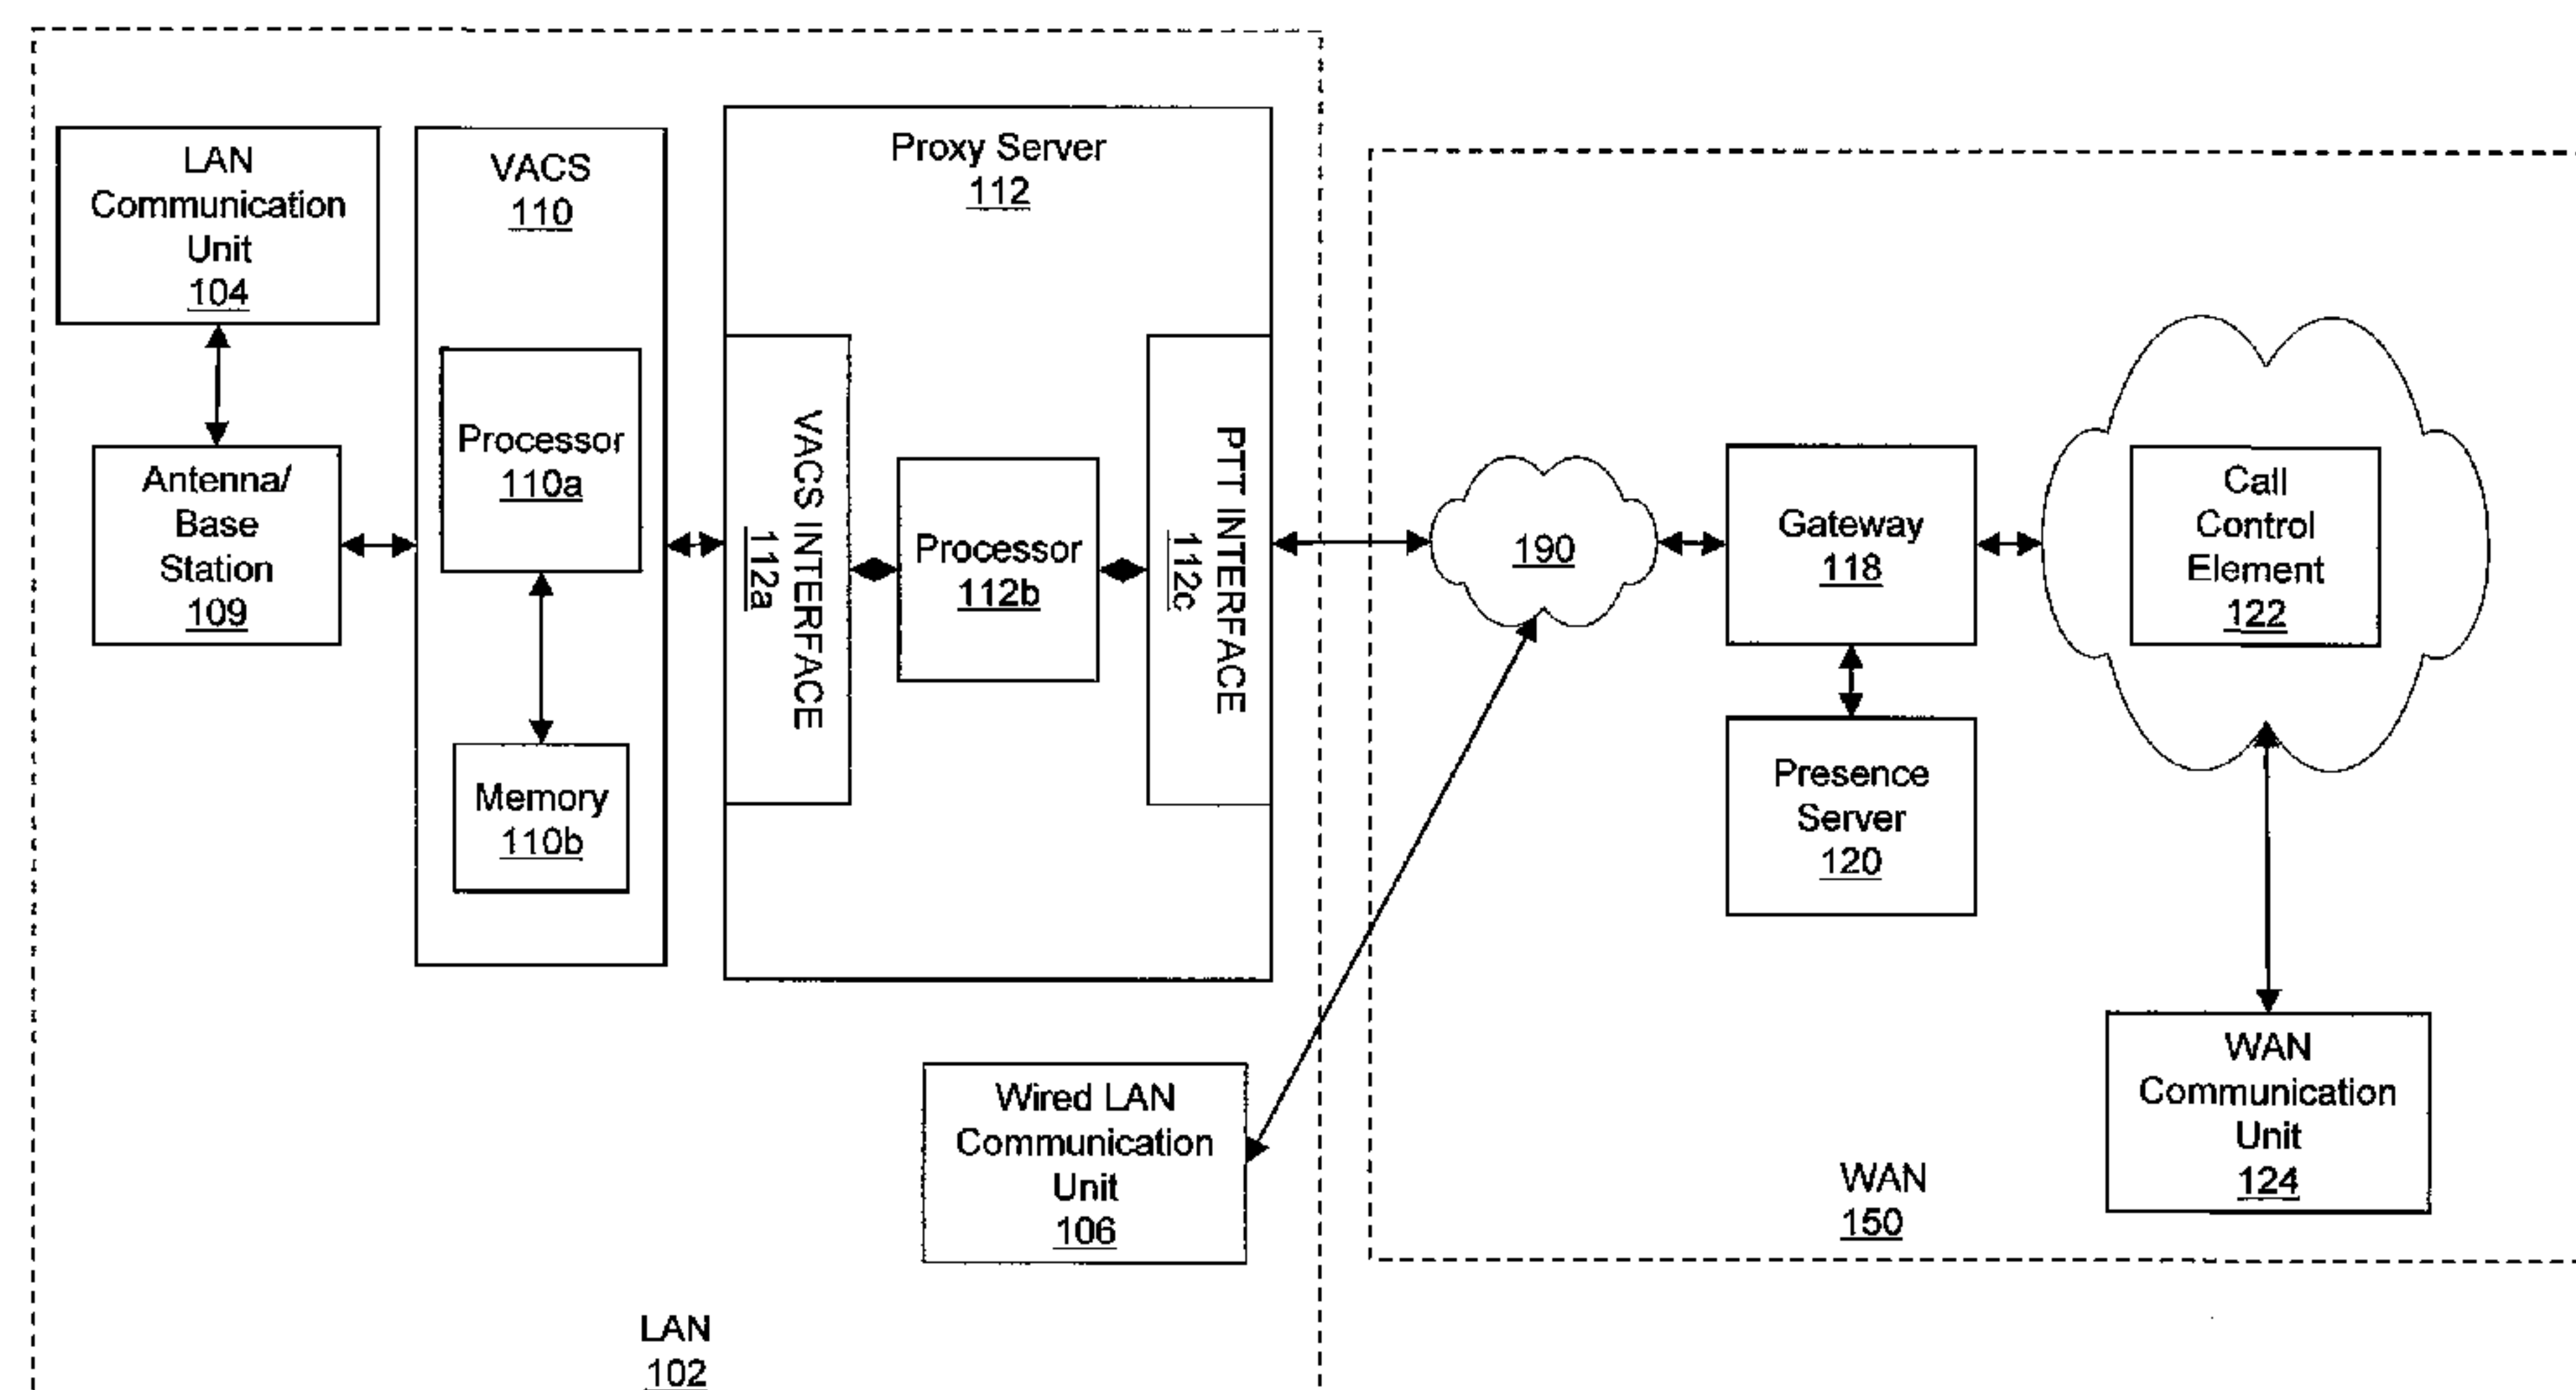 LAN
Communication
Unit
104
Antenna/
Base
Station
109
VACS
110
Processor
110a
Memory
110b
Proxy Server
112
VACS INTERFACE
112a
Processor
112b
PTT INTERFACE
112c
Wired LAN
Communication
Unit
106
LAN
102
190
Gateway
118
Presence
Server
120
Call
Control
Element
122
WAN
Communication
Unit
124
WAN
150